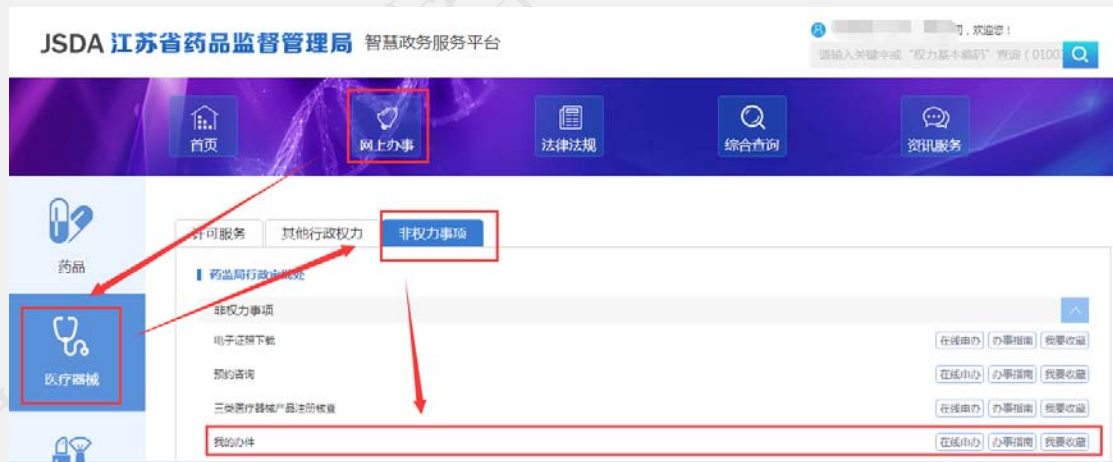 JSDA 江苏省药品监督管理局 智慧政务服务平台
,欢迎您!
请输入关键字或 "权力基本编码" 查询 ( 0100
首页
网上办事
法律法规
综合查询
资讯服务
许可服务 其他行政权力 非权力事项
药品
药监局行政审批处
非权力事项
电子证照下载 在线申办 办事指南 我要收藏
预约咨询 在线申办 办事指南 我要收藏
医疗器械
三类医疗器械产品注册核查 在线申办 办事指南 我要收藏
我的办件 在线申办 办事指南 我要收藏